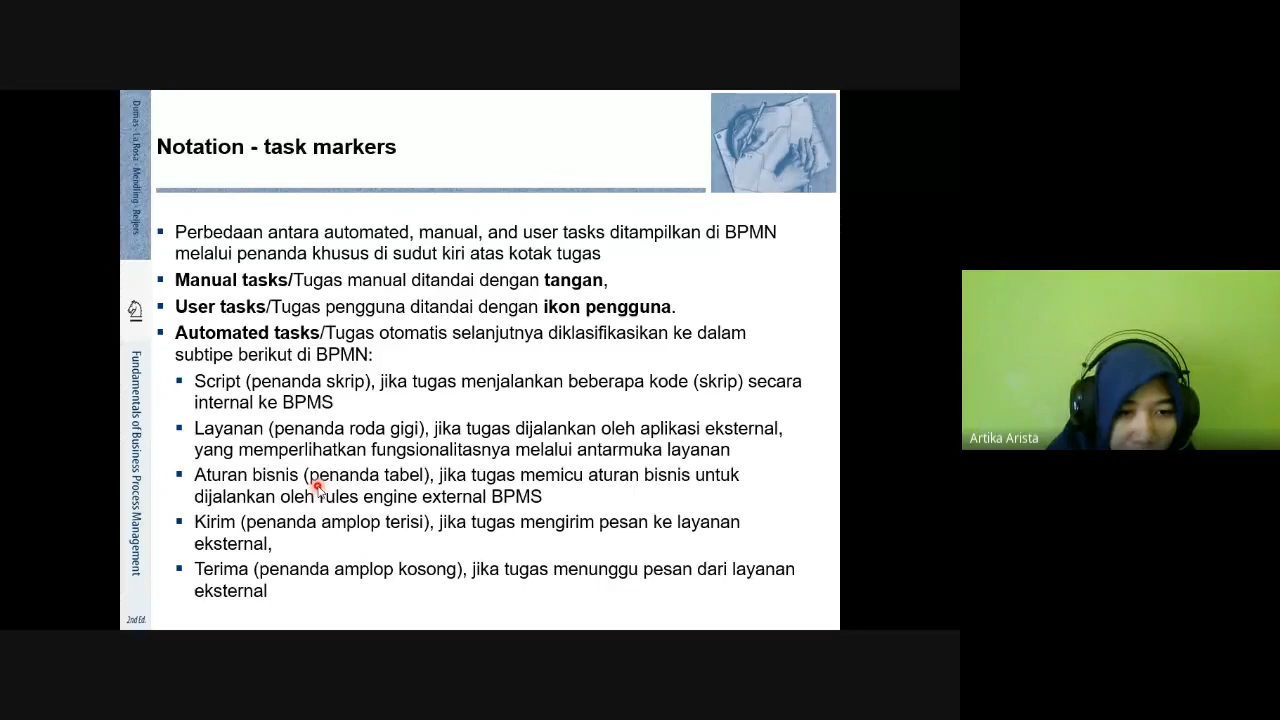 Dumas · La Rosa · Mendling · Reijers
Notation - task markers
Perbedaan antara automated, manual, and user tasks ditampilkan di BPMN
melalui penanda khusus di sudut kiri atas kotak tugas
Manual tasks/Tugas manual ditandai dengan tangan,
User tasks/Tugas pengguna ditandai dengan ikon pengguna.
Automated tasks/Tugas otomatis selanjutnya diklasifikasikan ke dalam
subtipe berikut di BPMN:
Script (penanda skrip), jika tugas menjalankan beberapa kode (skrip) secara
internal ke BPMS
Layanan (penanda roda gigi), jika tugas dijalankan oleh aplikasi eksternal,
yang memperlihatkan fungsionalitasnya melalui antarmuka layanan
Aturan bisnis (penanda tabel), jika tugas memicu aturan bisnis untuk
dijalankan oleh rules engine external BPMS
Kirim (penanda amplop terisi), jika tugas mengirim pesan ke layanan
eksternal,
Terima (penanda amplop kosong), jika tugas menunggu pesan dari layanan
eksternal
Fundamentals of Business Process Management
2nd Ed.
Artika Arista